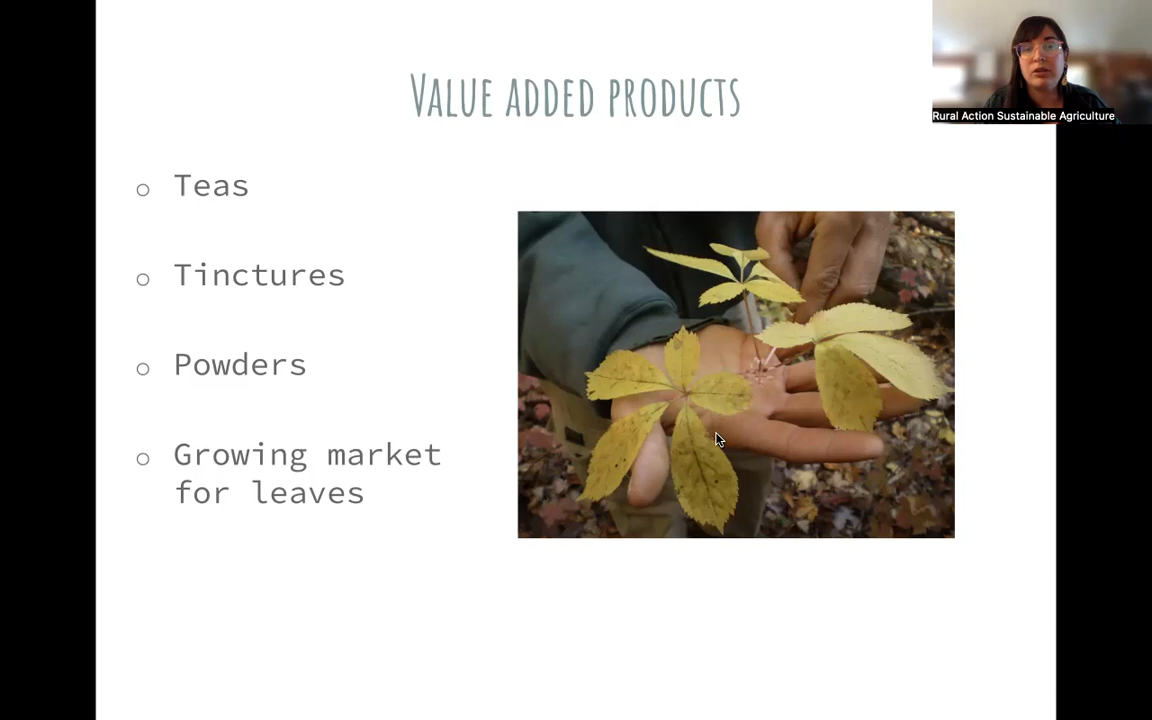 Value added products
Rural Action Sustainable Agriculture
Teas
Tinctures
Powders
Growing market
for leaves